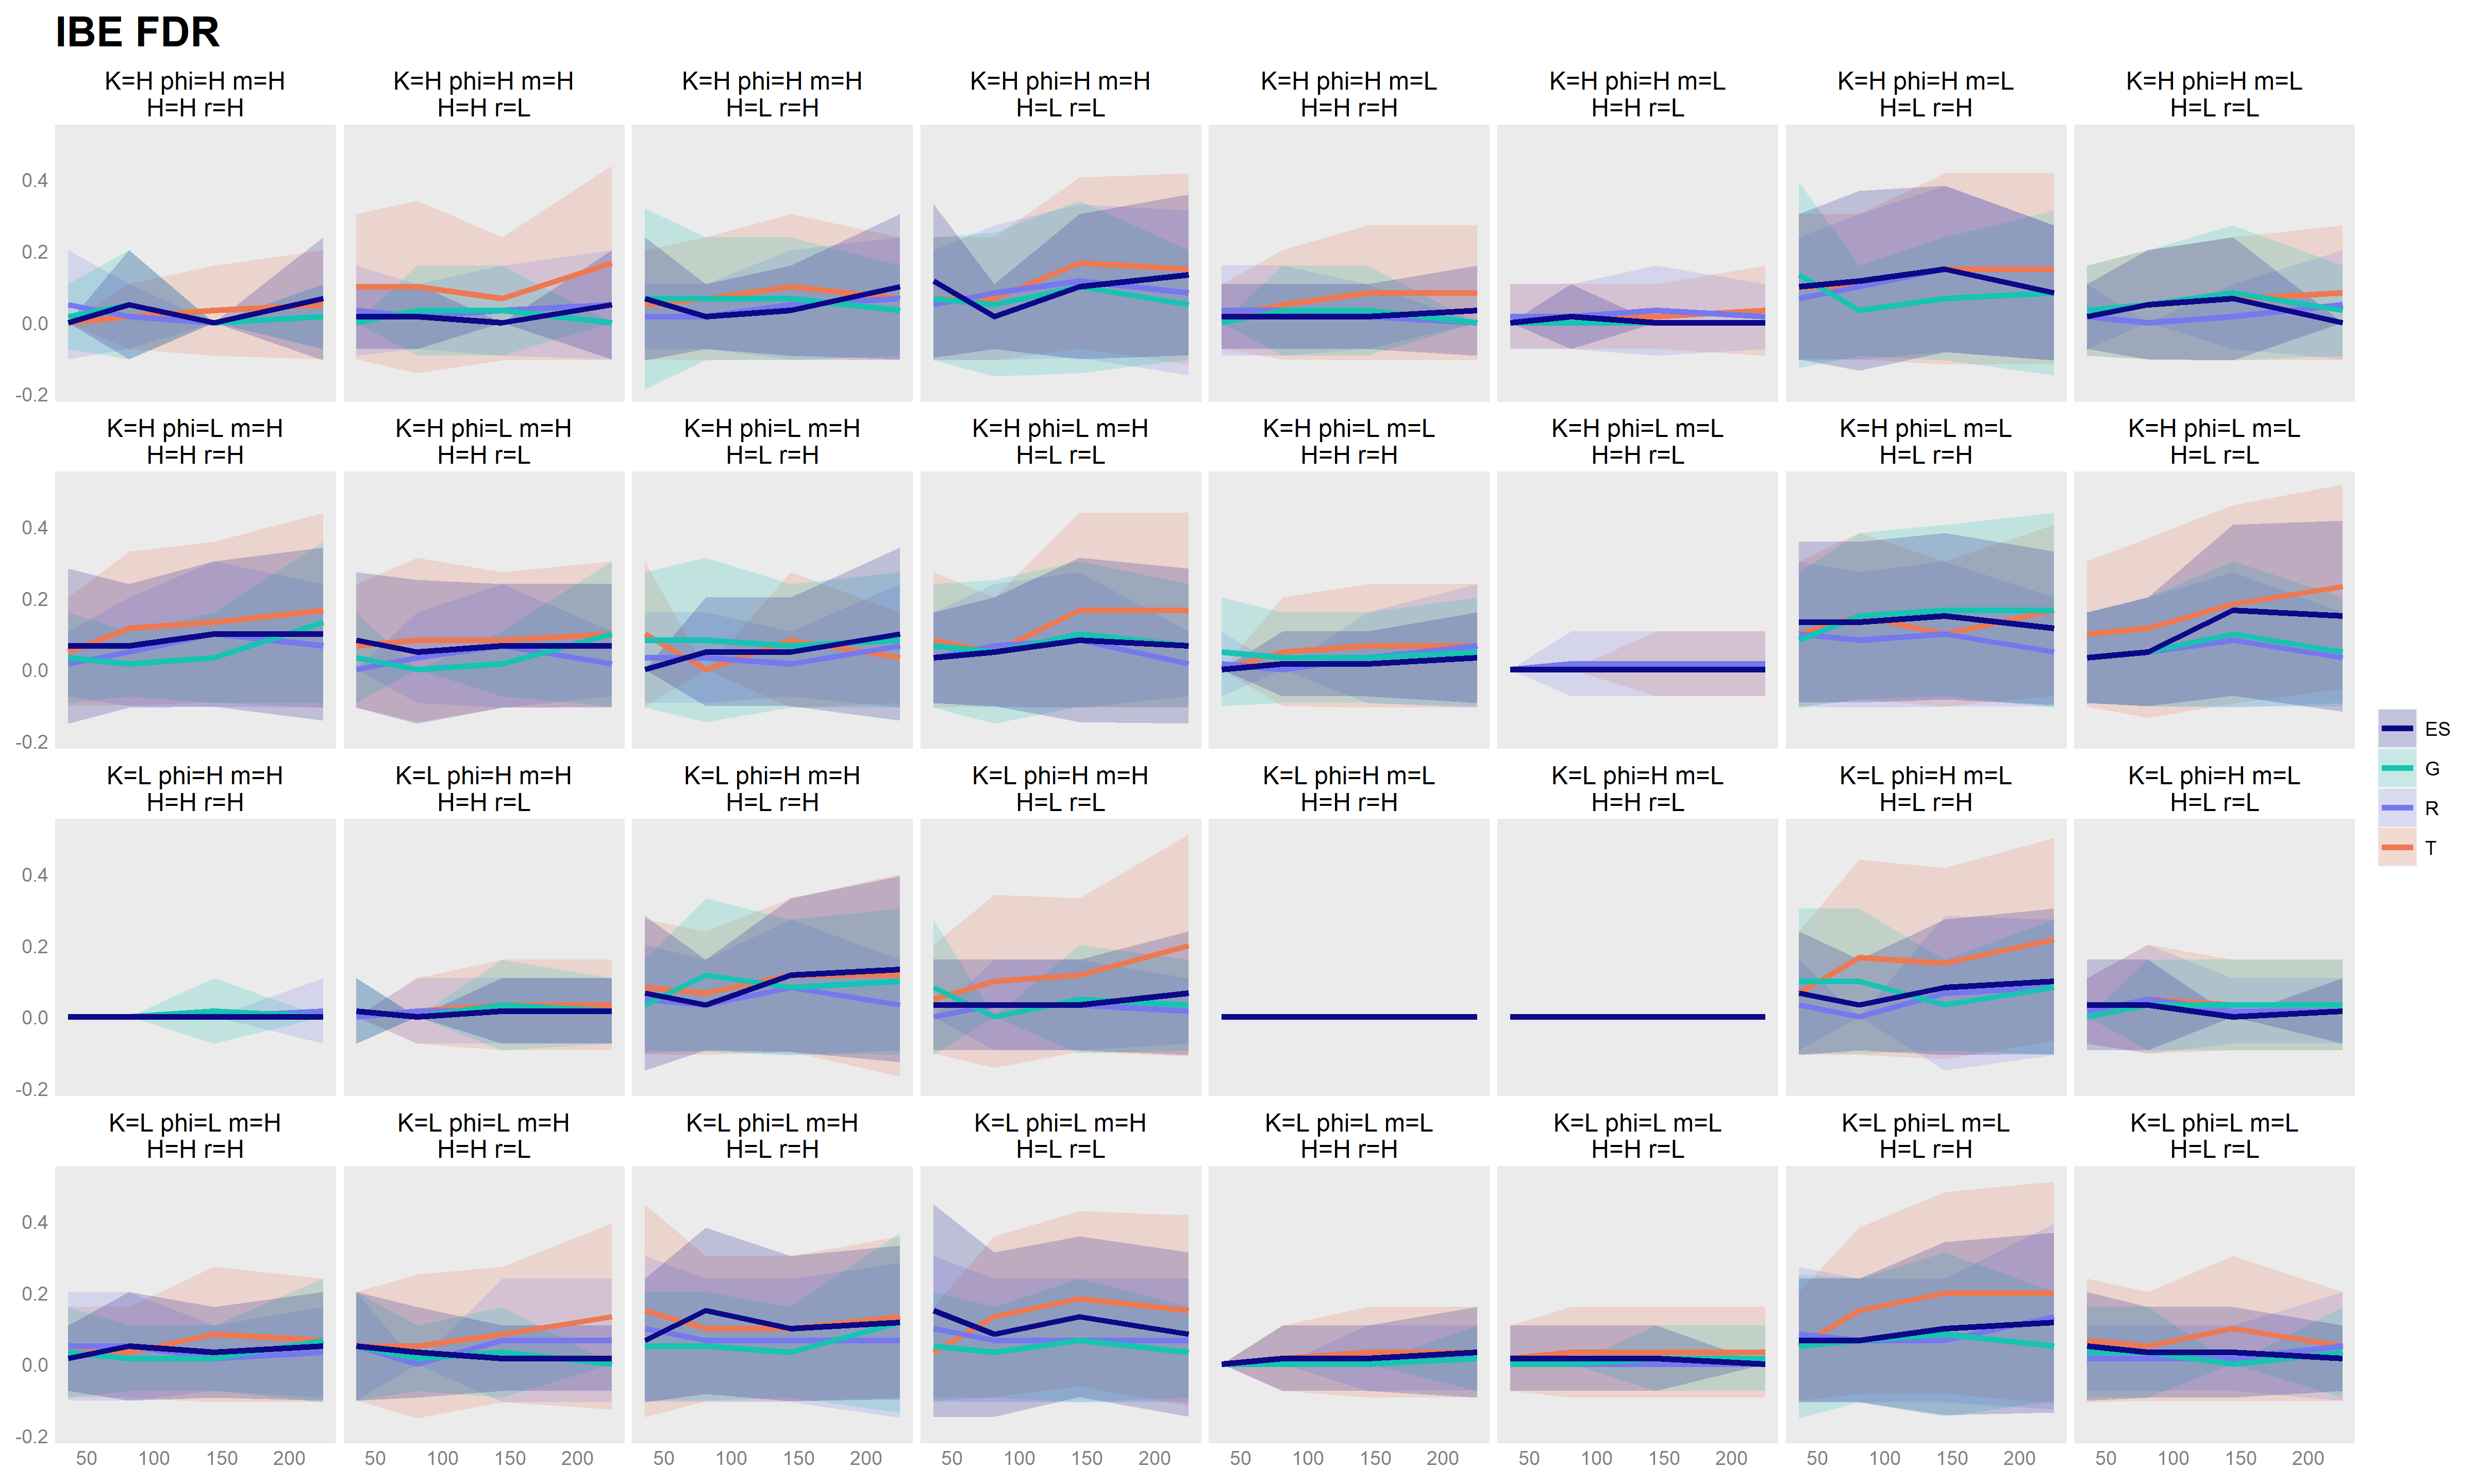 IBE FDR
K=H phi=H m=H K=H phi=H m=H K=H phi=H m=H K=H phi=H m=H K=H phi=H m=L K=H phi=H m=L K=H phi=H m=L K=H phi=H m=L
H=H r=H H=H r=L H=L r=H H=L r=L H=H r=H H=H r=L H=L r=H H=L r=L
0.4
0.2
0.0
-0.2
K=H phi=L m=H K=H phi=L m=H K=H phi=L m=H K=H phi=L m=H K=H phi=L m=L K=H phi=L m=L K=H phi=L m=L K=H phi=L m=L
H=H r=H H=H r=L H=L r=H H=L r=L H=H r=H H=H r=L H=L r=H H=L r=L
0.4
0.2
0.0
-0.2
ES
G
R
T
K=L phi=H m=H K=L phi=H m=H K=L phi=H m=H K=L phi=H m=H K=L phi=H m=L K=L phi=H m=L K=L phi=H m=L K=L phi=H m=L
H=H r=H H=H r=L H=L r=H H=L r=L H=H r=H H=H r=L H=L r=H H=L r=L
0.4
0.2
0.0
-0.2
K=L phi=L m=H K=L phi=L m=H K=L phi=L m=H K=L phi=L m=H K=L phi=L m=L K=L phi=L m=L K=L phi=L m=L K=L phi=L m=L
H=H r=H H=H r=L H=L r=H H=L r=L H=H r=H H=H r=L H=L r=H H=L r=L
0.4
0.2
0.0
-0.2
50 100 150 200 50 100 150 200 50 100 150 200 50 100 150 200 50 100 150 200 50 100 150 200 50 100 150 200 50 100 150 200